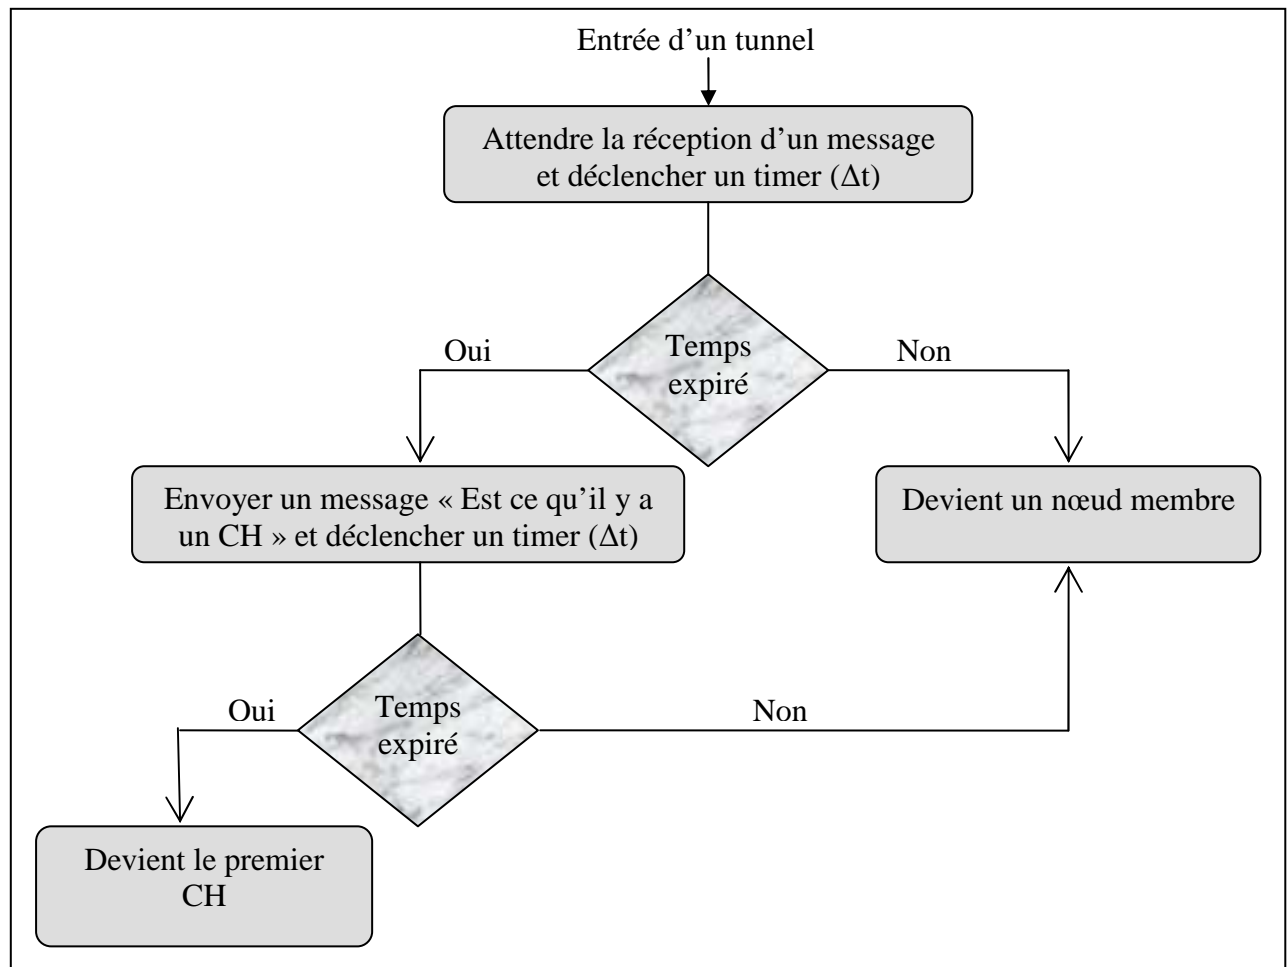 Entrée d’un tunnel
Attendre la réception d’un message
et déclencher un timer (Δt)
Temps
expiré
Oui
Non
Envoyer un message « Est ce qu’il y a
un CH » et déclencher un timer (Δt)
Devient un nœud membre
Temps
expiré
Oui
Non
Devient le premier
CH